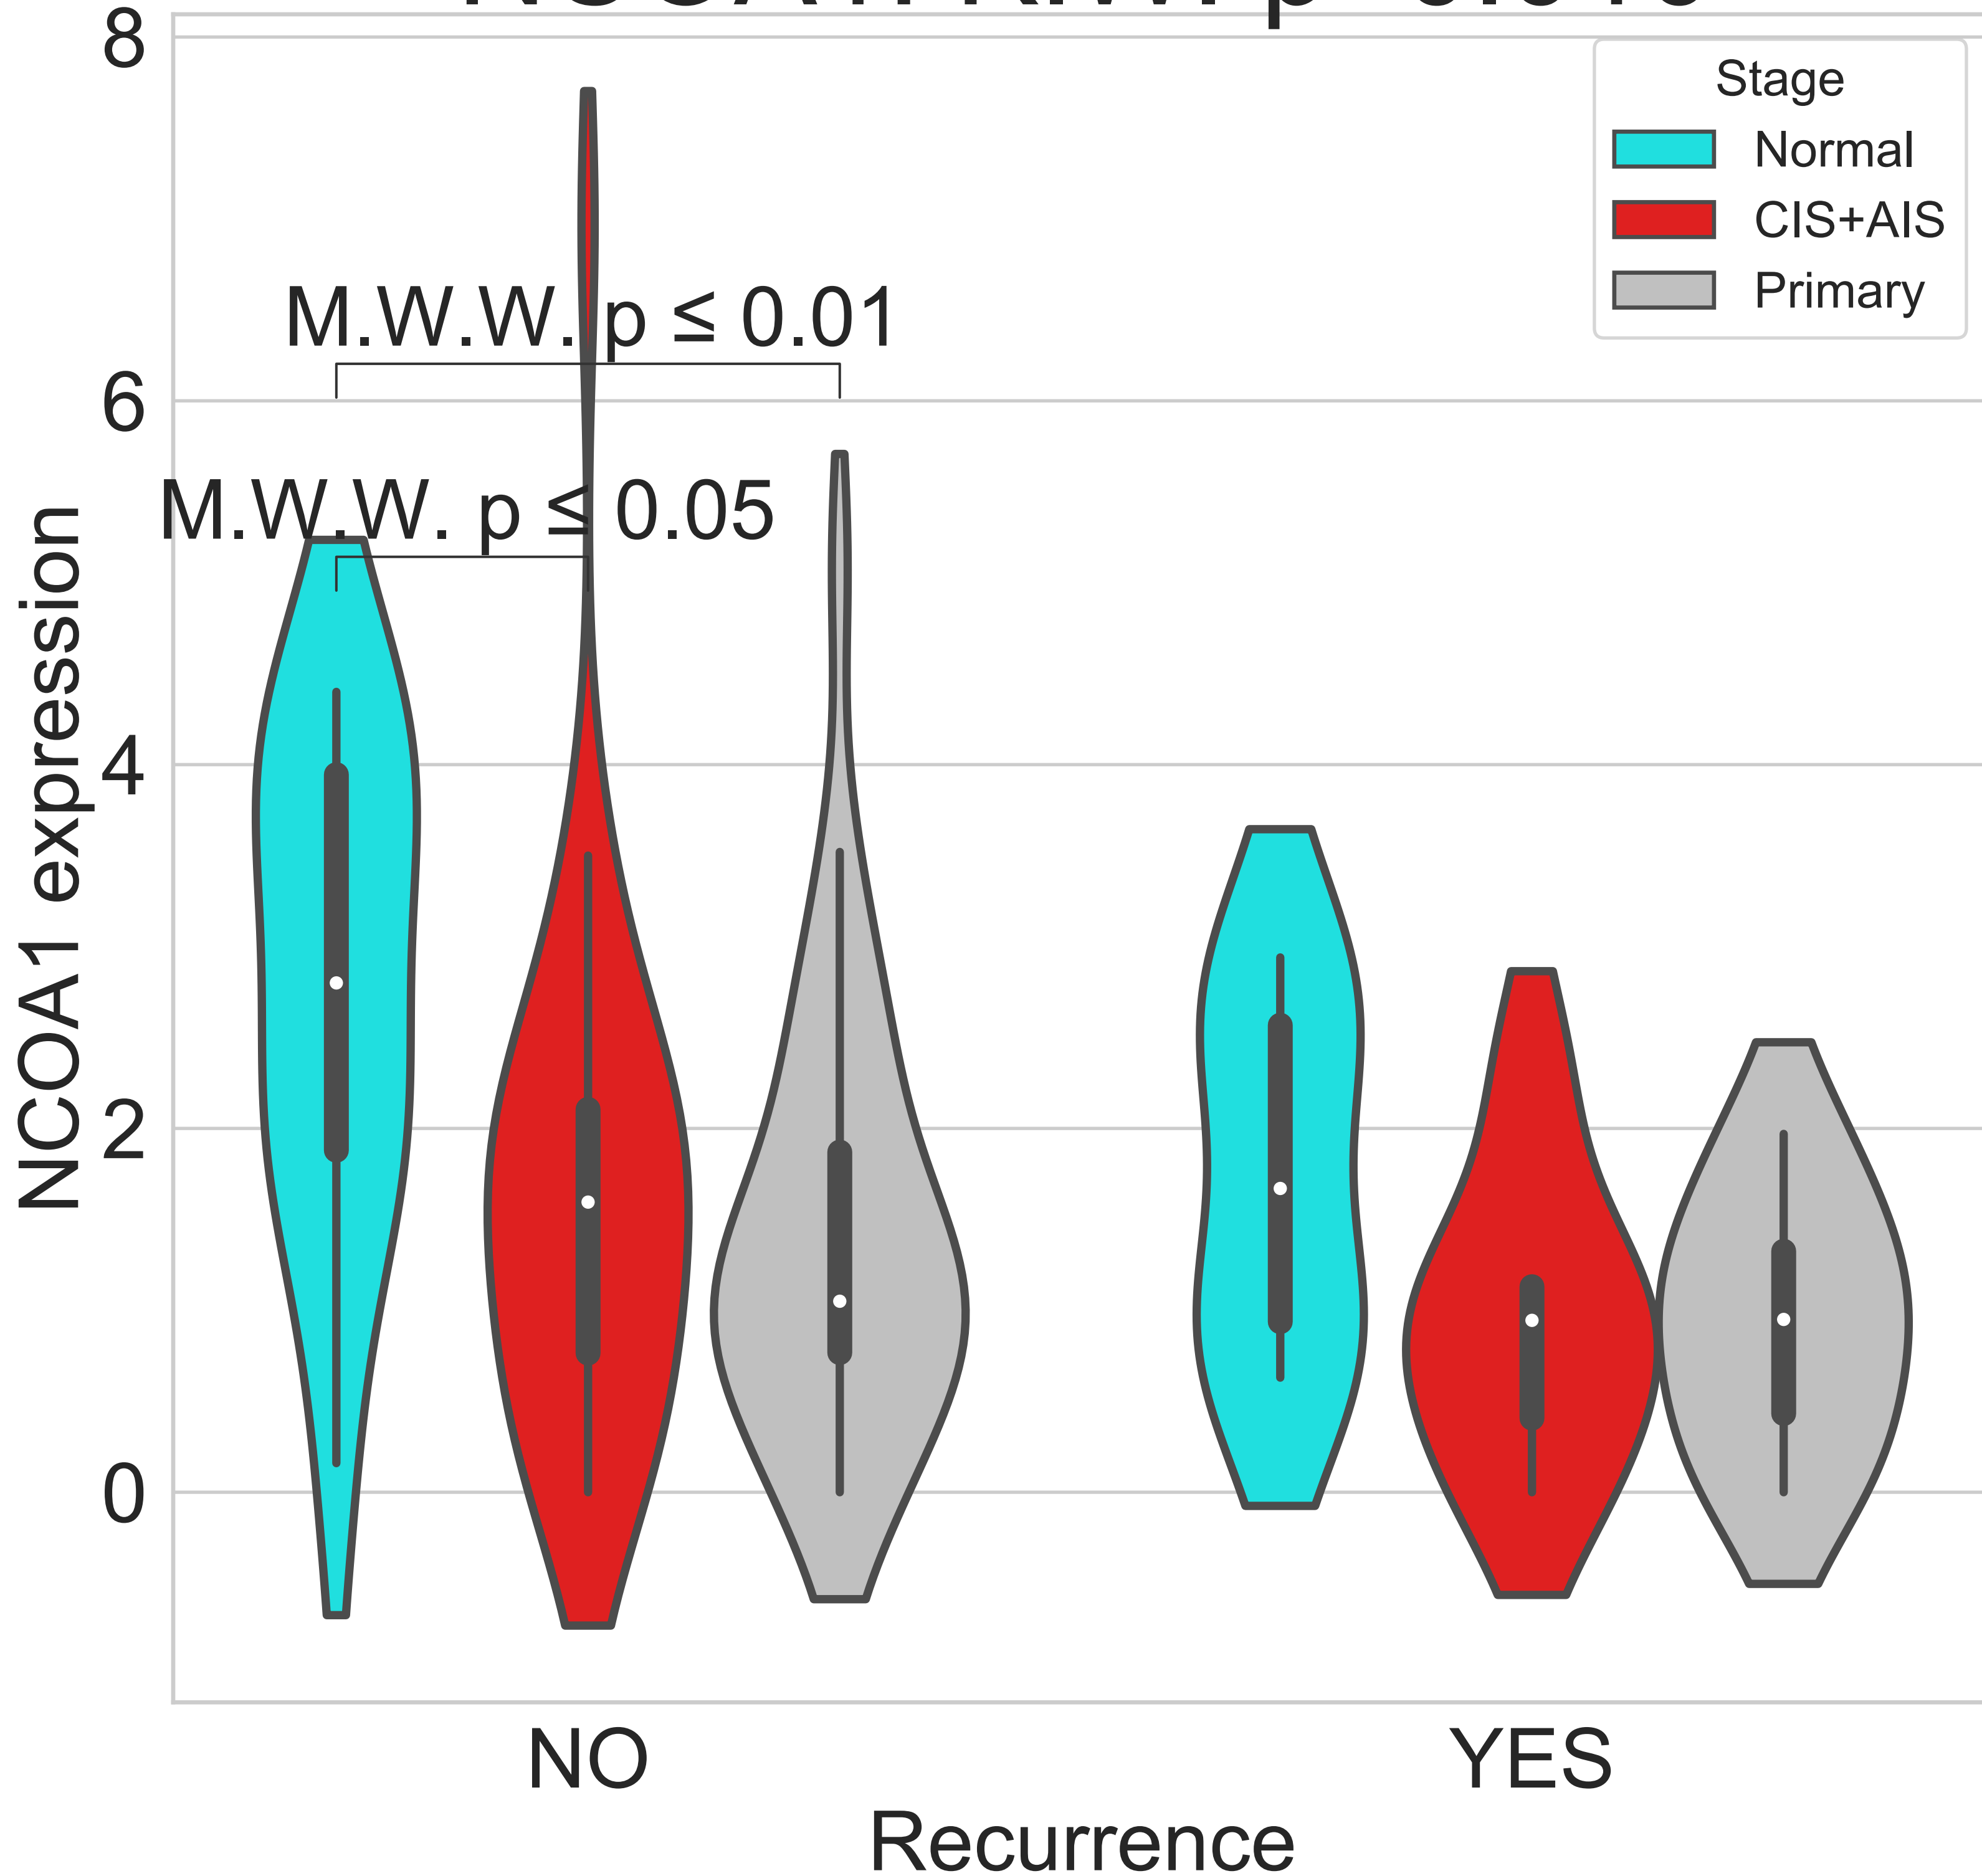 8
Stage
Normal
CIS+AIS
Primary
M.W.W. p ≤ 0.01
6
M.W.W. p ≤ 0.05
4
2
0
NCOA1 expression
NO
YES
Recurrence